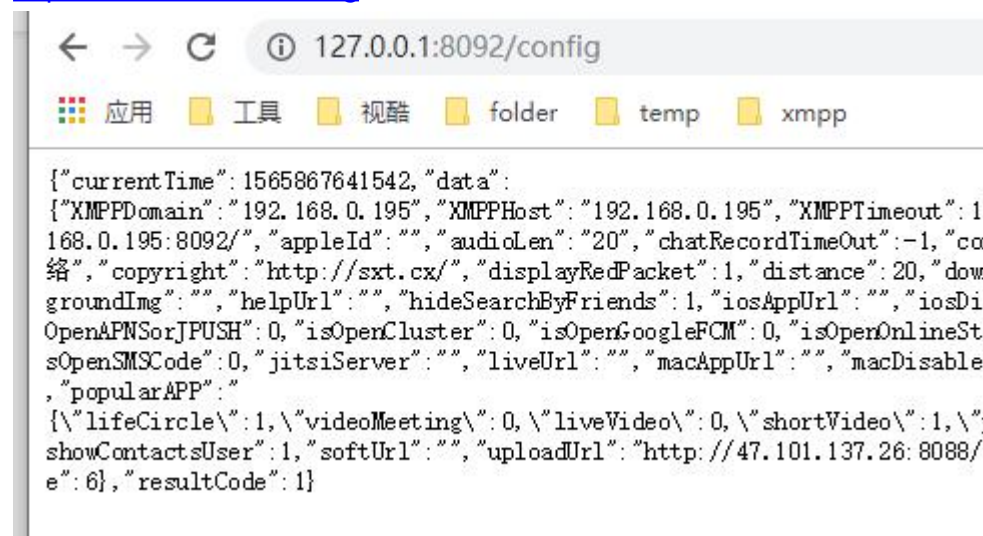 127.0.0.1:8092/config
应用 工具 视酷 folder temp xmpp
{"currentTime":1565867641542,"data":
{"XMPPDomain":"192.168.0.195","XMPPHost":"192.168.0.195","XMPPTimeout":1
168.0.195:8092/","appleId":"","audioLen":"20","chatRecordTimeOut":-1,"co
络","copyright":"http://sxt.cx/","displayRedPacket":1,"distance":20,"dow
groundImg":"","helpUrl":"","hideSearchByFriends":1,"iosAppUrl":"","iosDi
OpenAPNSorJPUSH":0,"isOpenCluster":0,"isOpenGoogleFCM":0,"isOpenOnlineSt
sOpenSMSCode":0,"jitsiServer":"","liveUrl":"","macAppUrl":"","macDisable
,"popularAPP":"
{\"lifeCircle\":1,\"videoMeeting\":0,\"liveVideo\":0,\"shortVideo\":1,\"
showContactsUser":1,"softUrl":"","uploadUrl":"http://47.101.137.26:8088/
e":6},"resultCode":1}